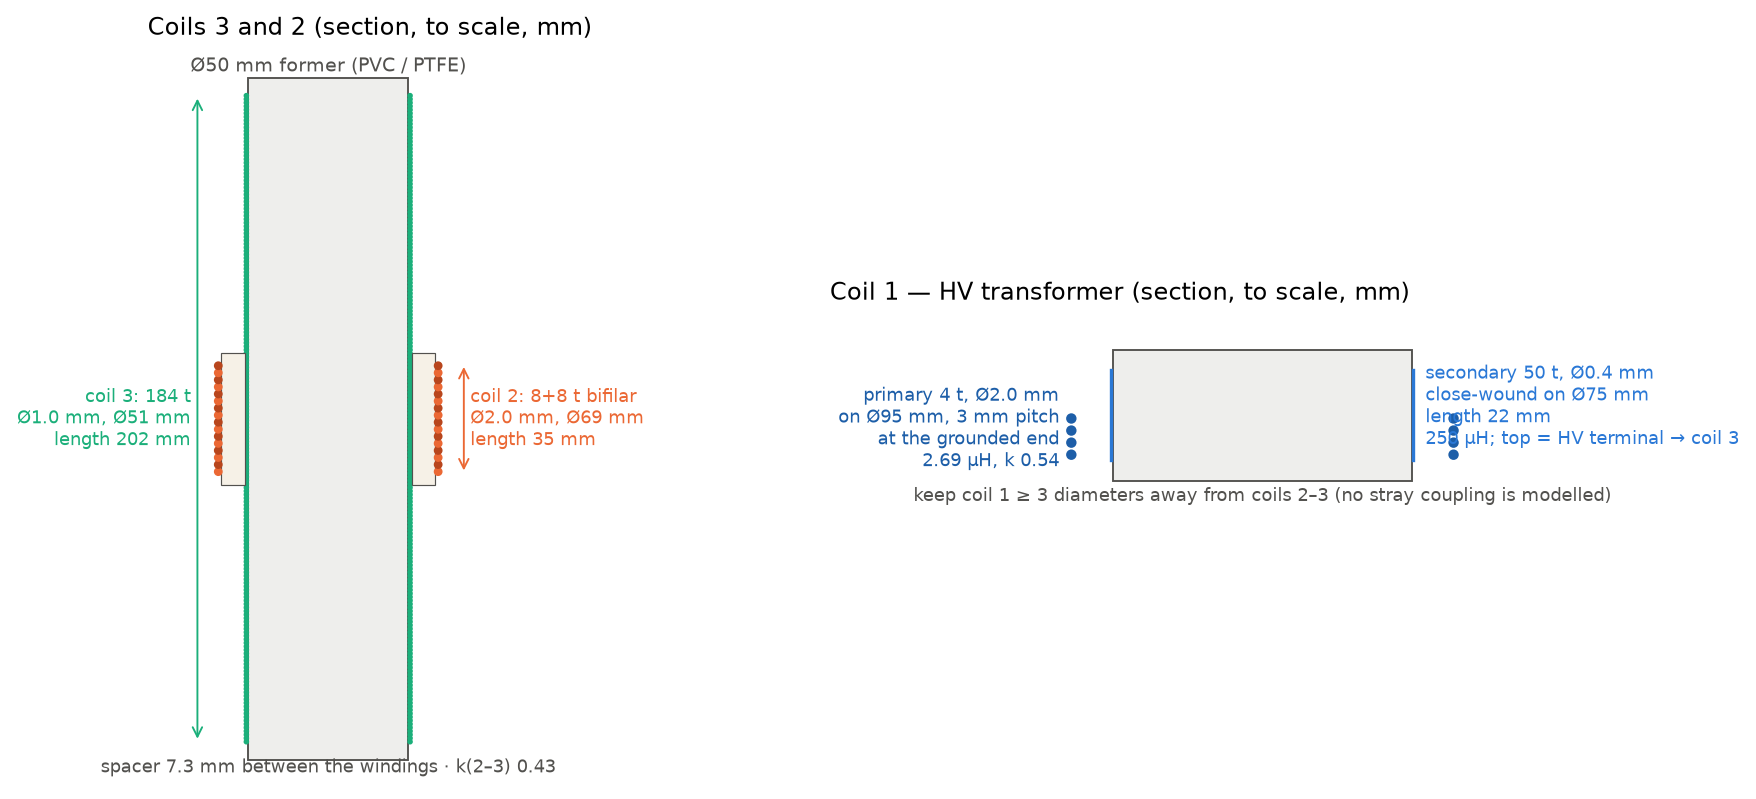 Coils 3 and 2 (section, to scale, mm)
Ø50 mm former (PVC / PTFE)
coil 3: 184 t
Ø1.0 mm, Ø51 mm
length 202 mm
coil 2: 8+8 t bifilar
Ø2.0 mm, Ø69 mm
length 35 mm
spacer 7.3 mm between the windings · k(2–3) 0.43
Coil 1 — HV transformer (section, to scale, mm)
primary 4 t, Ø2.0 mm
on Ø95 mm, 3 mm pitch
at the grounded end
2.69 µH, k 0.54
secondary 50 t, Ø0.4 mm
close-wound on Ø75 mm
length 22 mm
µH; top = HV terminal → coil 3
keep coil 1 ≥ 3 diameters away from coils 2–3 (no stray coupling is modelled)